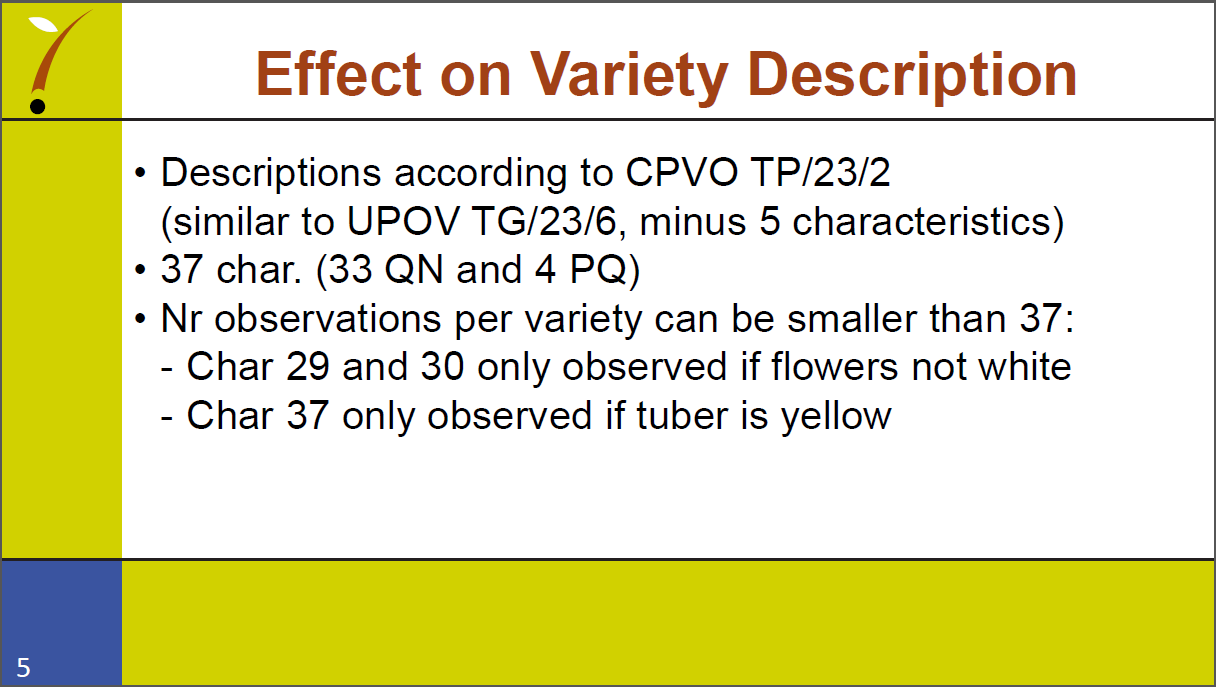 Effect on Variety Description
• Descriptions according to CPVO TP/23/2
(similar to UPOV TG/23/6, minus 5 characteristics)
• 37 char. (33 QN and 4 PQ)
• Nr observations per variety can be smaller than 37:
- Char 29 and 30 only observed if flowers not white
- Char 37 only observed if tuber is yellow
5